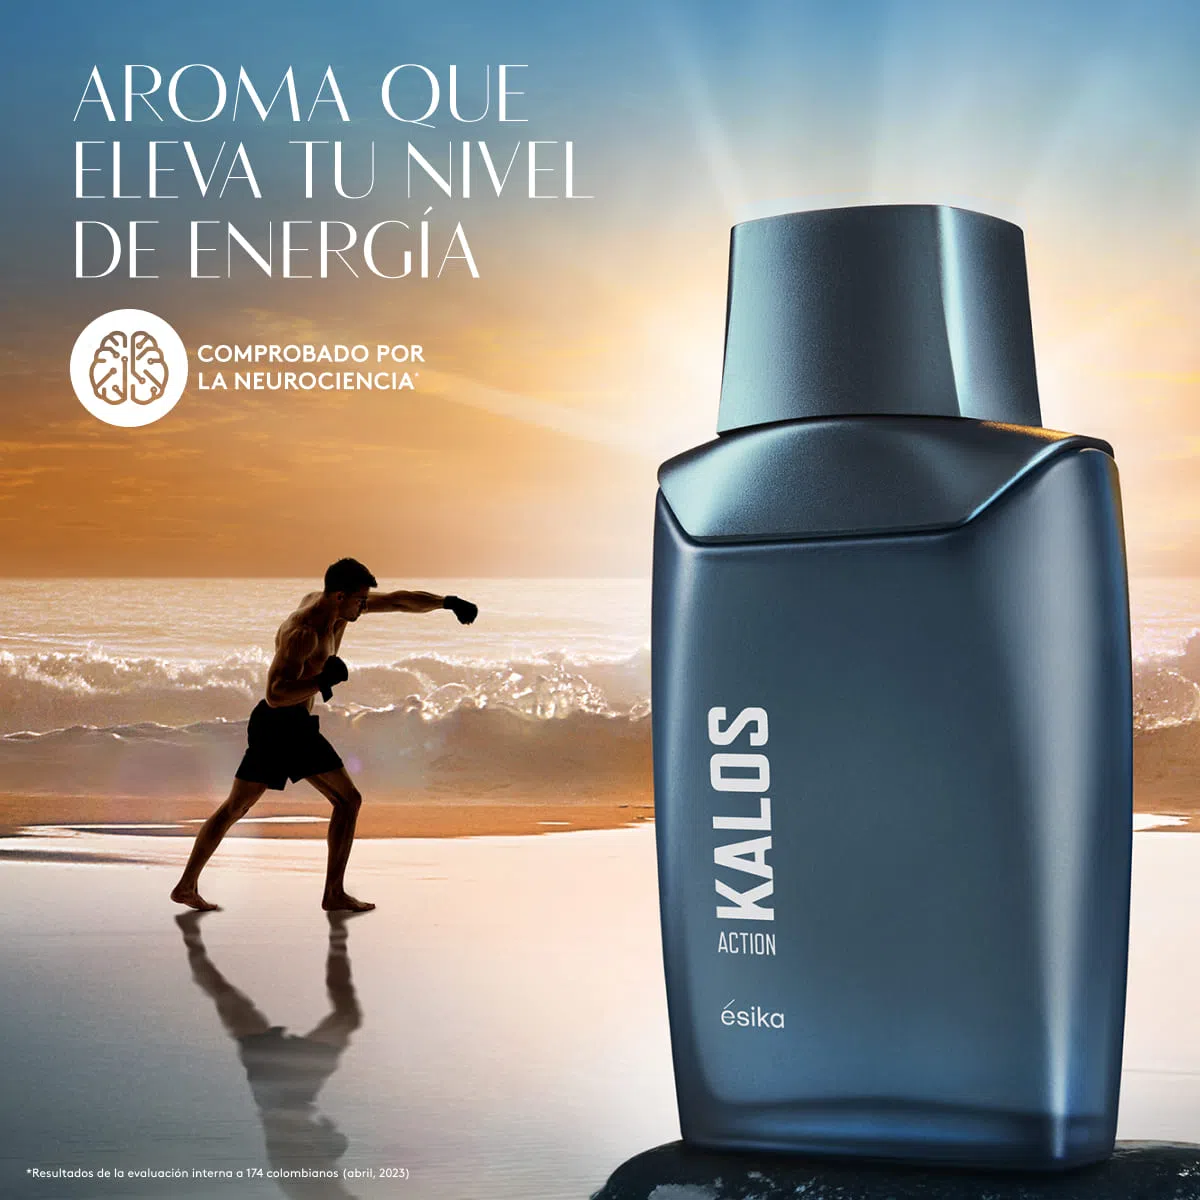 AROMA QUE
ELEVA TU NIVEL
DE ENERGÍA
COMPROBADO POR
LA NEUROCIENCIA*
KALOS
ACTION
ésika
*Resultados de la evaluación interna a 174 colombianos (abril, 2023)